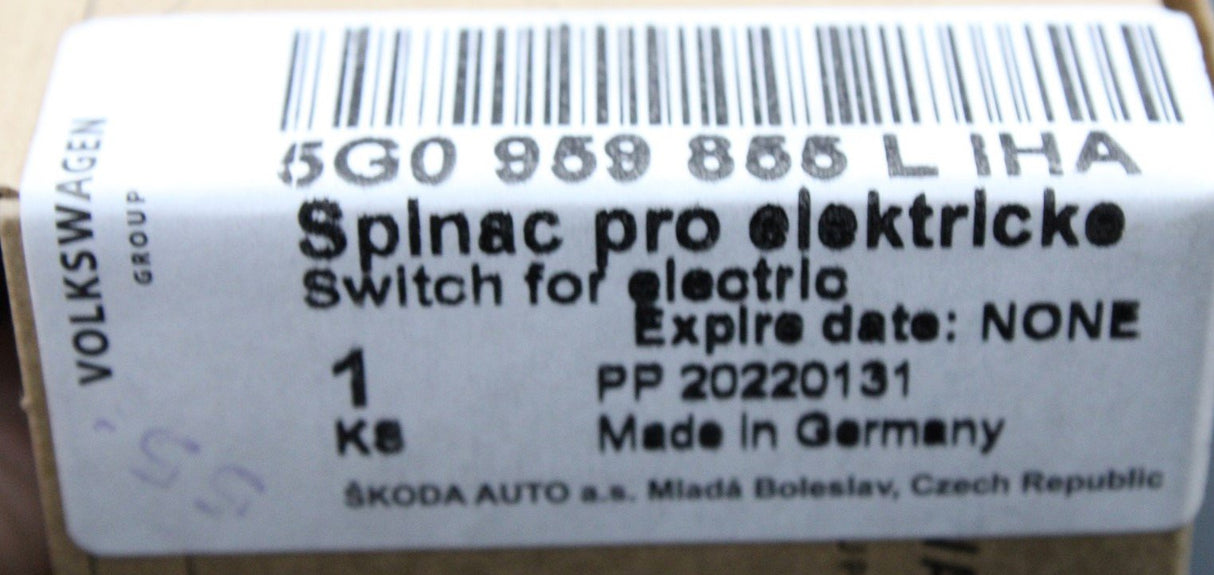 VOLKSWAGEN
GROUP
5G0 959 855 L IHA
Spinac pro elektricke
Switch for electric
Expire date: NONE
1
PP 20220131
Ks
Made in Germany
ŠKODA AUTO a.s. Mladá Boleslav, Czech Republic